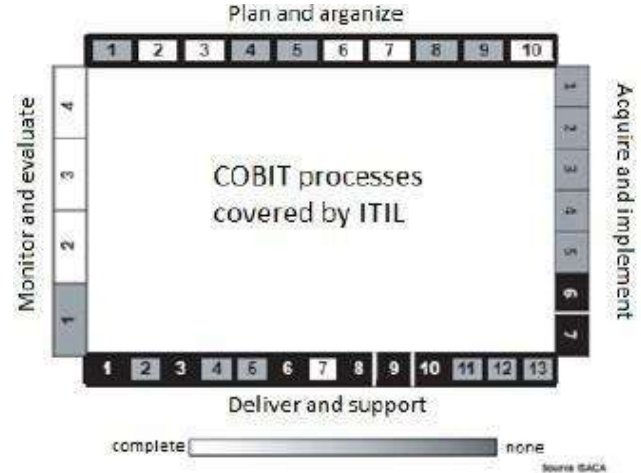 Plan and arganize
1 2 3 4 5 6 7 8 9 10
Monitor and evaluate
4
3
2
1
COBIT processes
covered by ITIL
Acquire and implement
1
2
3
4
5
6
7
1 2 3 4 5 6 7 8 9 10 11 12 13
Deliver and support
complete none
Source ISACA